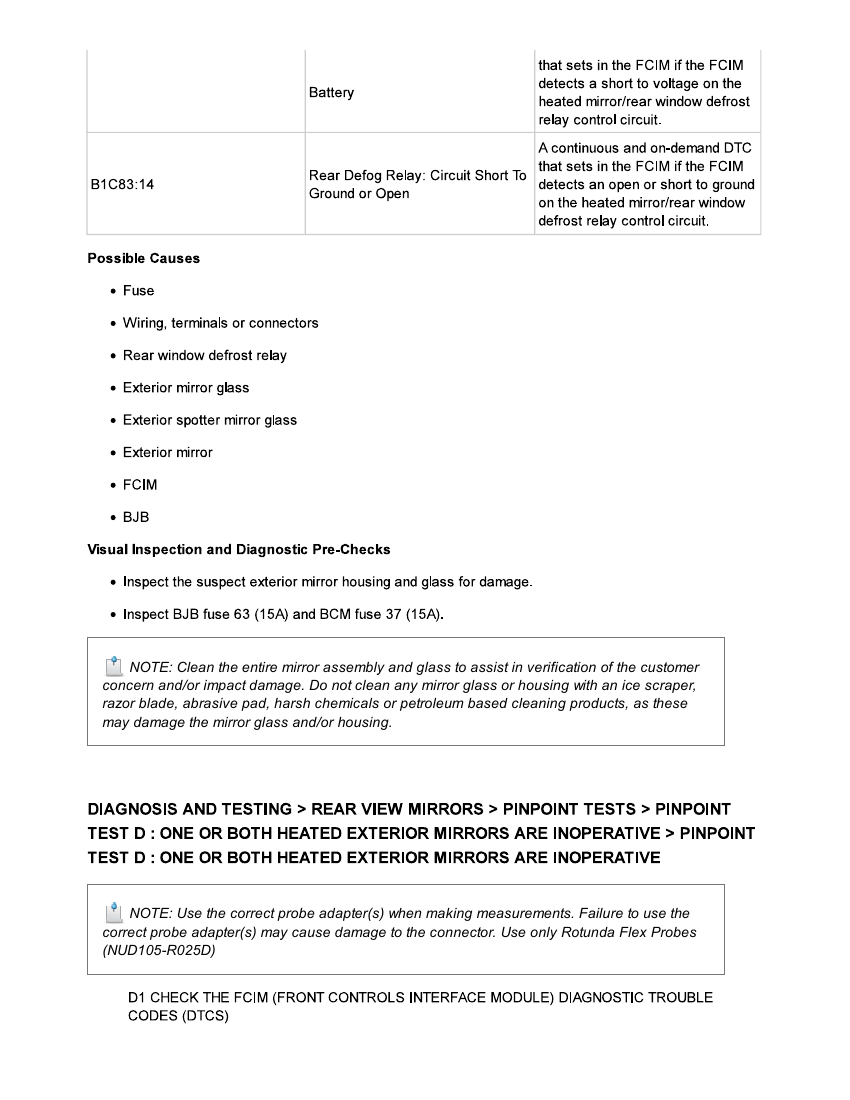 that sets in the FCIM if the FCIM
detects a short to voltage on the
Battery
heated mirror/rear window defrost
relay control circuit.
A continuous and on-demand DTC
that sets in the FCIM if the FCIM
Rear Defog Relay: Circuit Short To
B1C83:14
detects an open or short to ground
Ground or Open
on the heated mirror/rear window
defrost relay control circuit.
Possible Causes
• Fuse
• Wiring, terminals or connectors
• Rear window defrost relay
• Exterior mirror glass
• Exterior spotter mirror glass
• Exterior mirror
• FCIM
• BJB
Visual Inspection and Diagnostic Pre-Checks
• Inspect the suspect exterior mirror housing and glass for damage.
• Inspect BJB fuse 63 (15A) and BCM fuse 37 (15A).
NOTE: Clean the entire mirror assembly and glass to assist in verification of the customer
concern and/or impact damage. Do not clean any mirror glass or housing with an ice scraper,
razor blade, abrasive pad, harsh chemicals or petroleum based cleaning products, as these
may damage the mirror glass and/or housing.
DIAGNOSIS AND TESTING > REAR VIEW MIRRORS > PINPOINT TESTS > PINPOINT
TEST D : ONE OR BOTH HEATED EXTERIOR MIRRORS ARE INOPERATIVE > PINPOINT
TEST D : ONE OR BOTH HEATED EXTERIOR MIRRORS ARE INOPERATIVE
NOTE: Use the correct probe adapter(s) when making measurements. Failure to use the
correct probe adapter(s) may cause damage to the connector. Use only Rotunda Flex Probes
(NUD105-R025D)
D1 CHECK THE FCIM (FRONT CONTROLS INTERFACE MODULE) DIAGNOSTIC TROUBLE
CODES (DTCS)